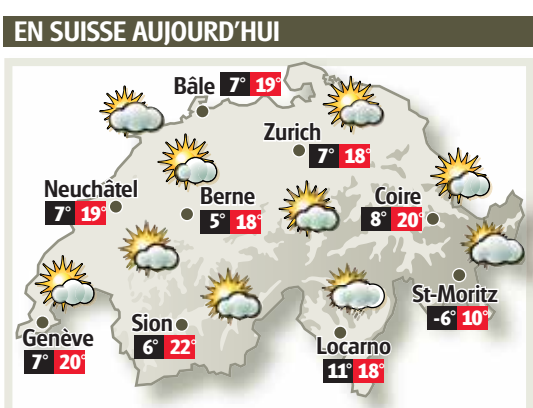 EN SUISSE AUJOURD'HUI
Bâle 7° 19°
Zurich
7° 18°
Neuchâtel
7° 19°
Berne
5° 18°
Coire
8° 20°
St-Moritz
-6° 10°
Genève
7° 20°
Sion
6° 22°
Locarno
11° 18°